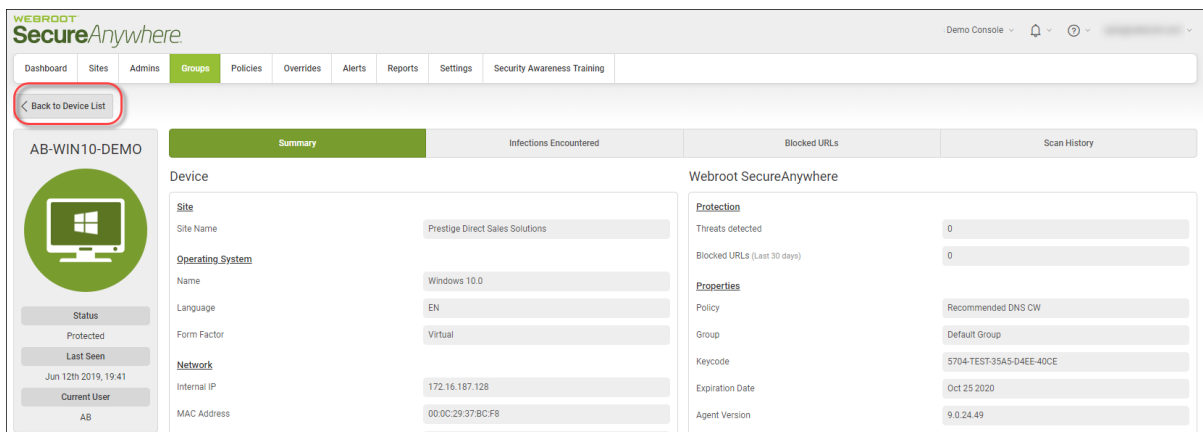 WEBROOT
SecureAnywhere.
Demo Console
Dashboard Sites Admins Groups Policies Overrides Alerts Reports Settings Security Awareness Training
Back to Device List
AB-WIN10-DEMO
Status
Protected
Last Seen
Jun 12th 2019, 19:41
Current User
AB
Summary Infections Encountered Blocked URLs Scan History
Device
Site
Site Name Prestige Direct Sales Solutions
Operating System
Name Windows 10.0
Language EN
Form Factor Virtual
Network
Internal IP 172.16.187.128
MAC Address 00:0C:29:37:BC:F8
Webroot SecureAnywhere
Protection
Threats detected 0
Blocked URLs (Last 30 days) 0
Properties
Policy Recommended DNS CW
Group Default Group
Keycode 5704-TEST-35A5-D4EE-40CE
Expiration Date Oct 25 2020
Agent Version 9.0.24.49